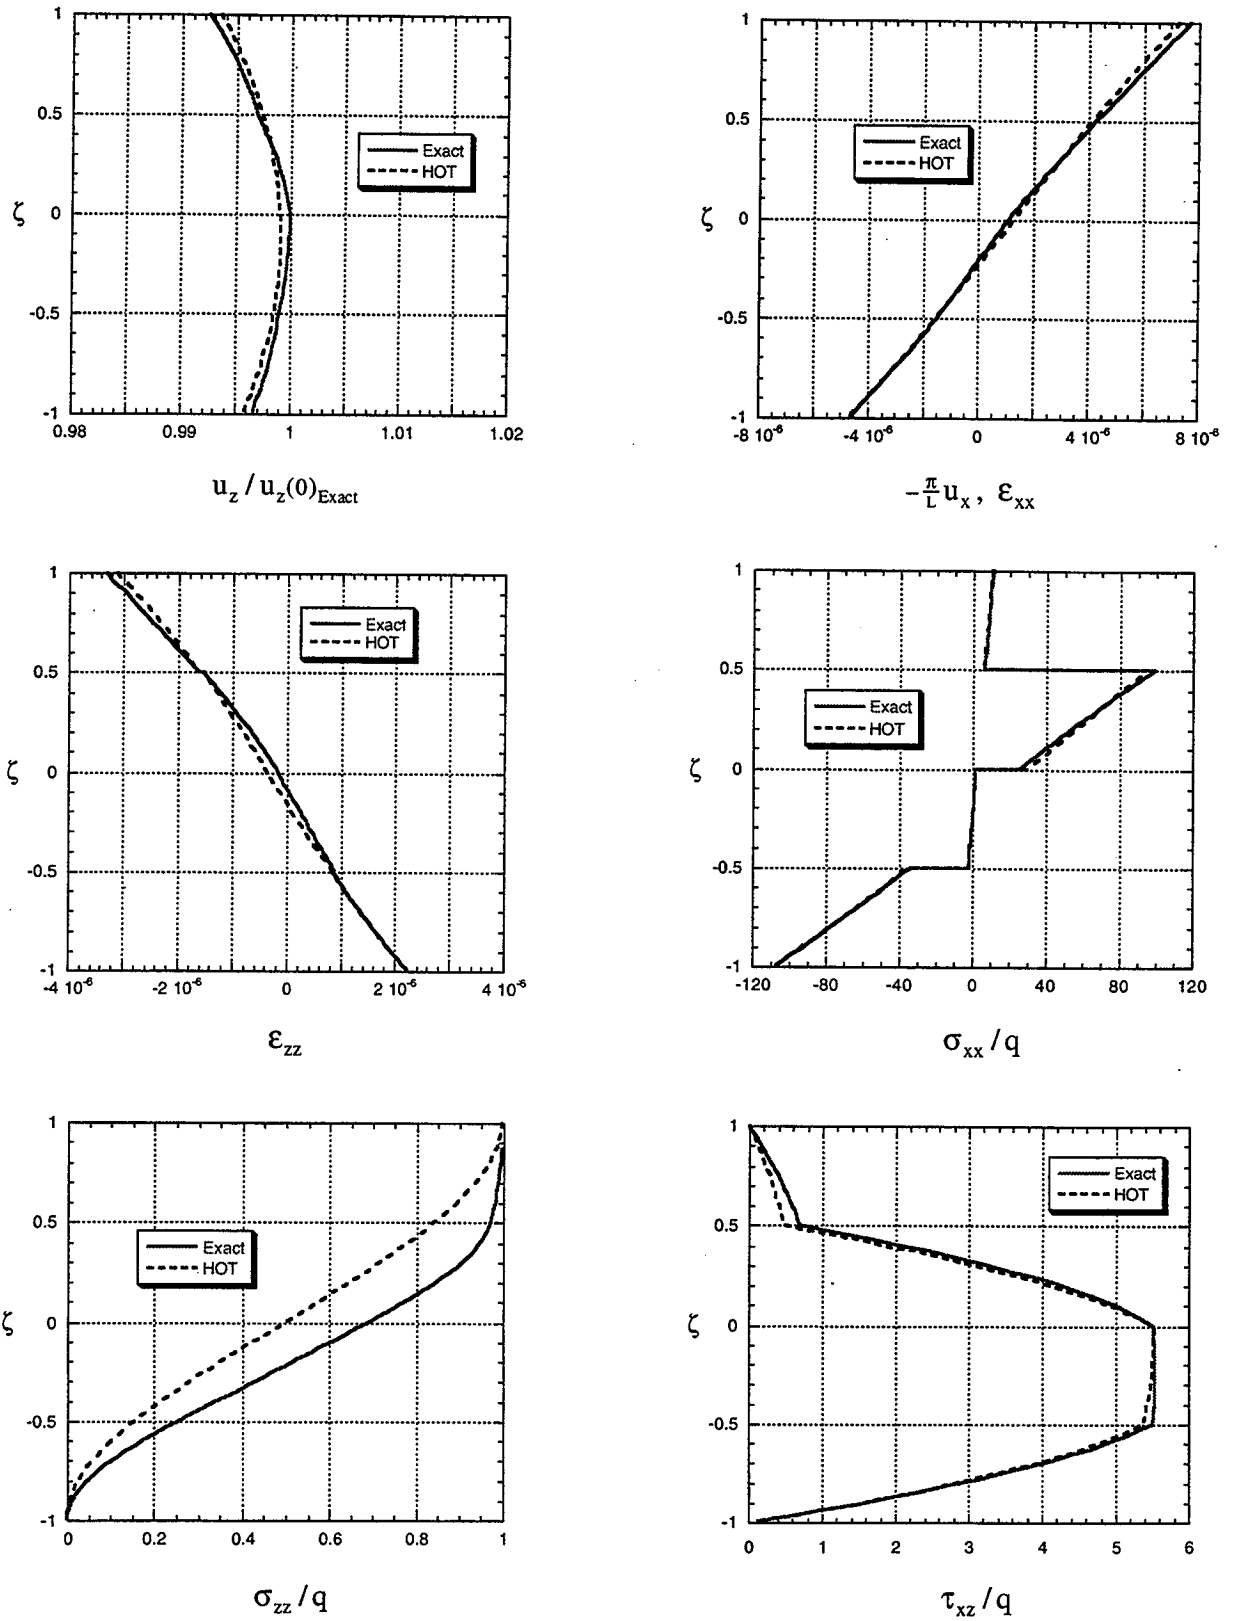 1
0.5
ζ
0
-0.5
-1
Exact
HOT
0.98 0.99 1 1.01 1.02
u_z / u_z(0)_Exact
1
0.5
ζ
0
-0.5
-1
Exact
HOT
-8 10^-6 -4 10^-6 0 4 10^-6 8 10^-6
-π/L u_x , ε_xx
1
0.5
ζ
0
-0.5
-1
Exact
HOT
-4 10^-6 -2 10^-6 0 2 10^-6 4 10^-6
ε_zz
1
0.5
ζ
0
-0.5
-1
Exact
HOT
-120 -80 -40 0 40 80 120
σ_xx / q
1
0.5
ζ
0
-0.5
-1
Exact
HOT
0 0.2 0.4 0.6 0.8 1
σ_zz / q
1
0.5
ζ
0
-0.5
-1
Exact
HOT
0 1 2 3 4 5 6
τ_xz / q